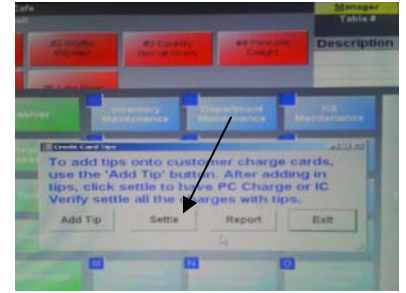 Cafe
Manager
Table #
#2 Waffle Wonder
#3 Country Biscuit Gravy
#4 Pancake Delight
Description
Inventory Maintenance
Department Maintenance
Kit Maintenance
Credit Card Tips
To add tips onto customer charge cards,
use the 'Add Tip' button. After adding in
tips, click settle to have PC Charge or IC
Verify settle all the charges with tips.
Add Tip
Settle
Report
Exit
M
N
O